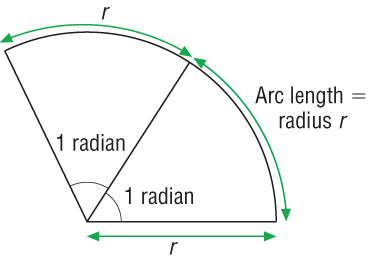 r
Arc length =
radius r
1 radian
1 radian
r